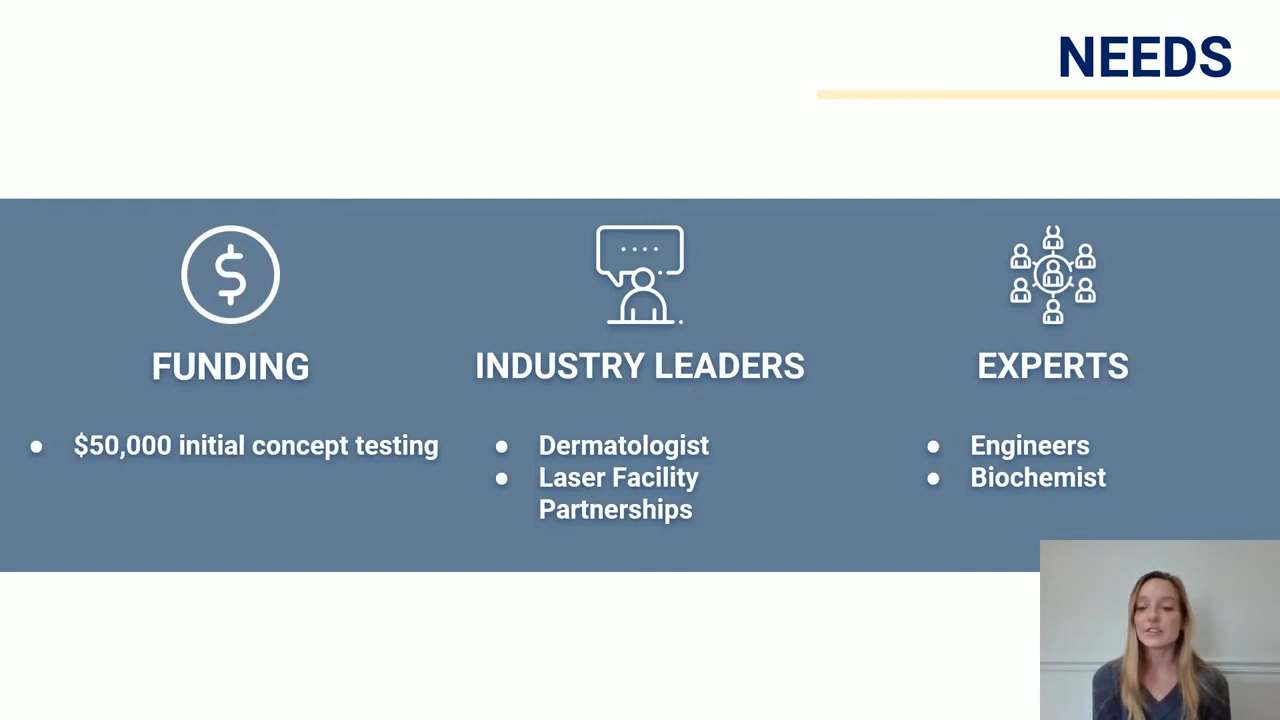 NEEDS
FUNDING
● $50,000 initial concept testing
INDUSTRY LEADERS
● Dermatologist
● Laser Facility
Partnerships
EXPERTS
● Engineers
● Biochemist